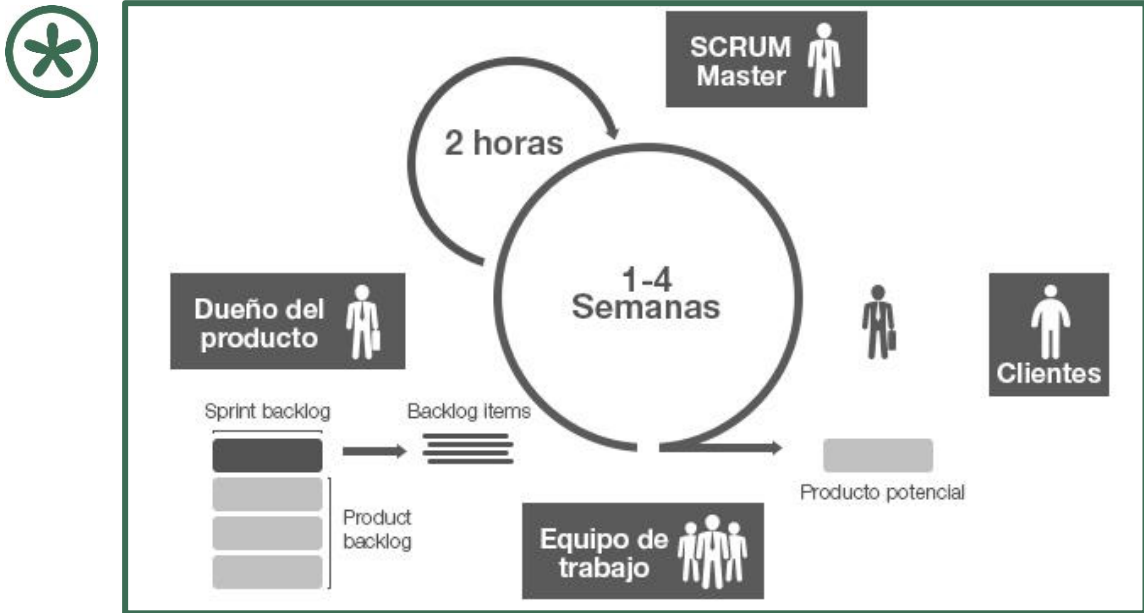 SCRUM
Master
2 horas
1-4
Semanas
Dueño del
producto
Clientes
Sprint backlog
Backlog items
Producto potencial
Product
backlog
Equipo de
trabajo